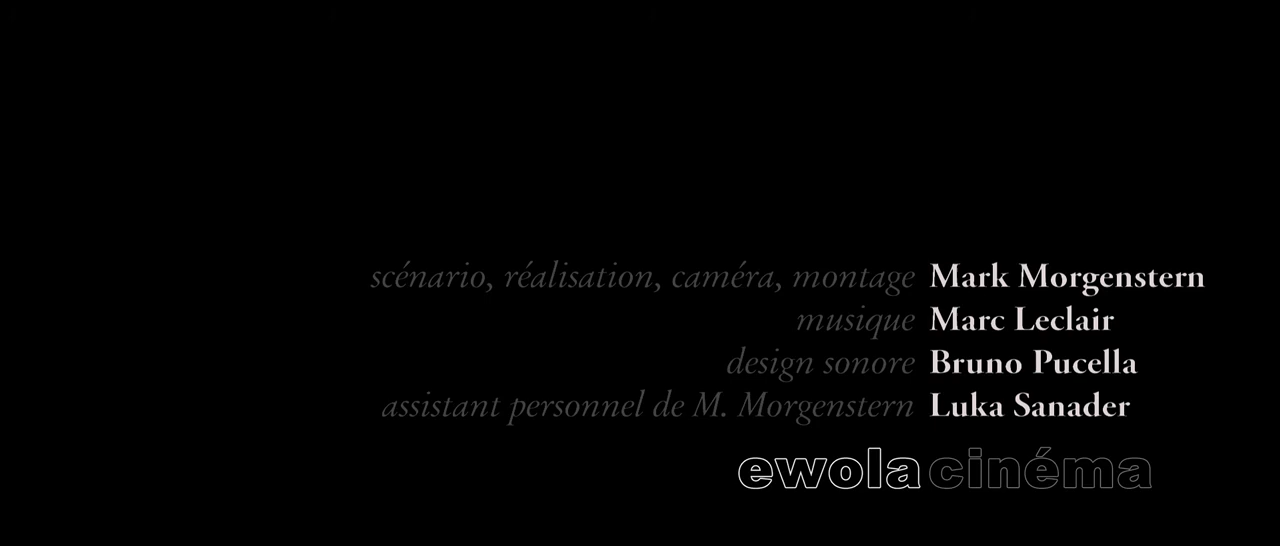 scénario, réalisation, caméra, montage Mark Morgenstern
musique Marc Leclair
design sonore Bruno Pucella
assistant personnel de M. Morgenstern Luka Sanader
ewola cinéma